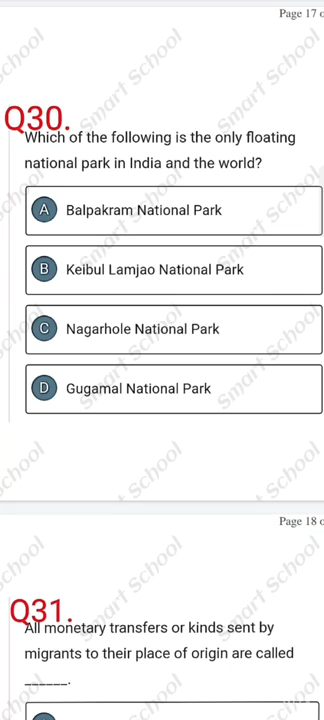 Page 17 o
Q30.
Which of the following is the only floating
national park in India and the world?
A Balpakram National Park
B Keibul Lamjao National Park
C Nagarhole National Park
D Gugamal National Park
Page 18 o
Q31.
All monetary transfers or kinds sent by
migrants to their place of origin are called
______.
Smart School